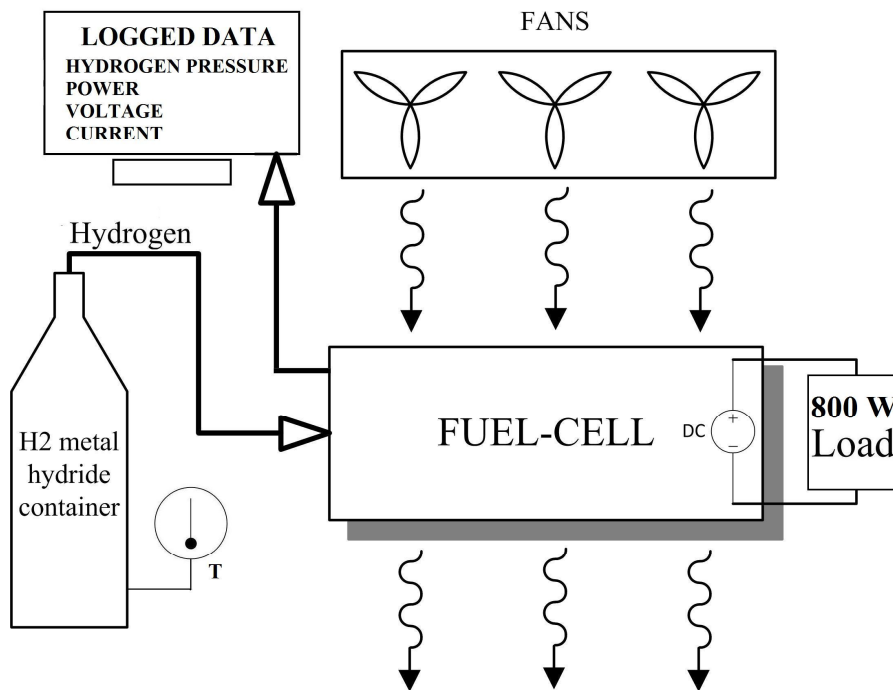 LOGGED DATA
HYDROGEN PRESSURE
POWER
VOLTAGE
CURRENT
FANS
Hydrogen
H2 metal
hydride
container
T
FUEL-CELL
DC
+
−
800 W
Load